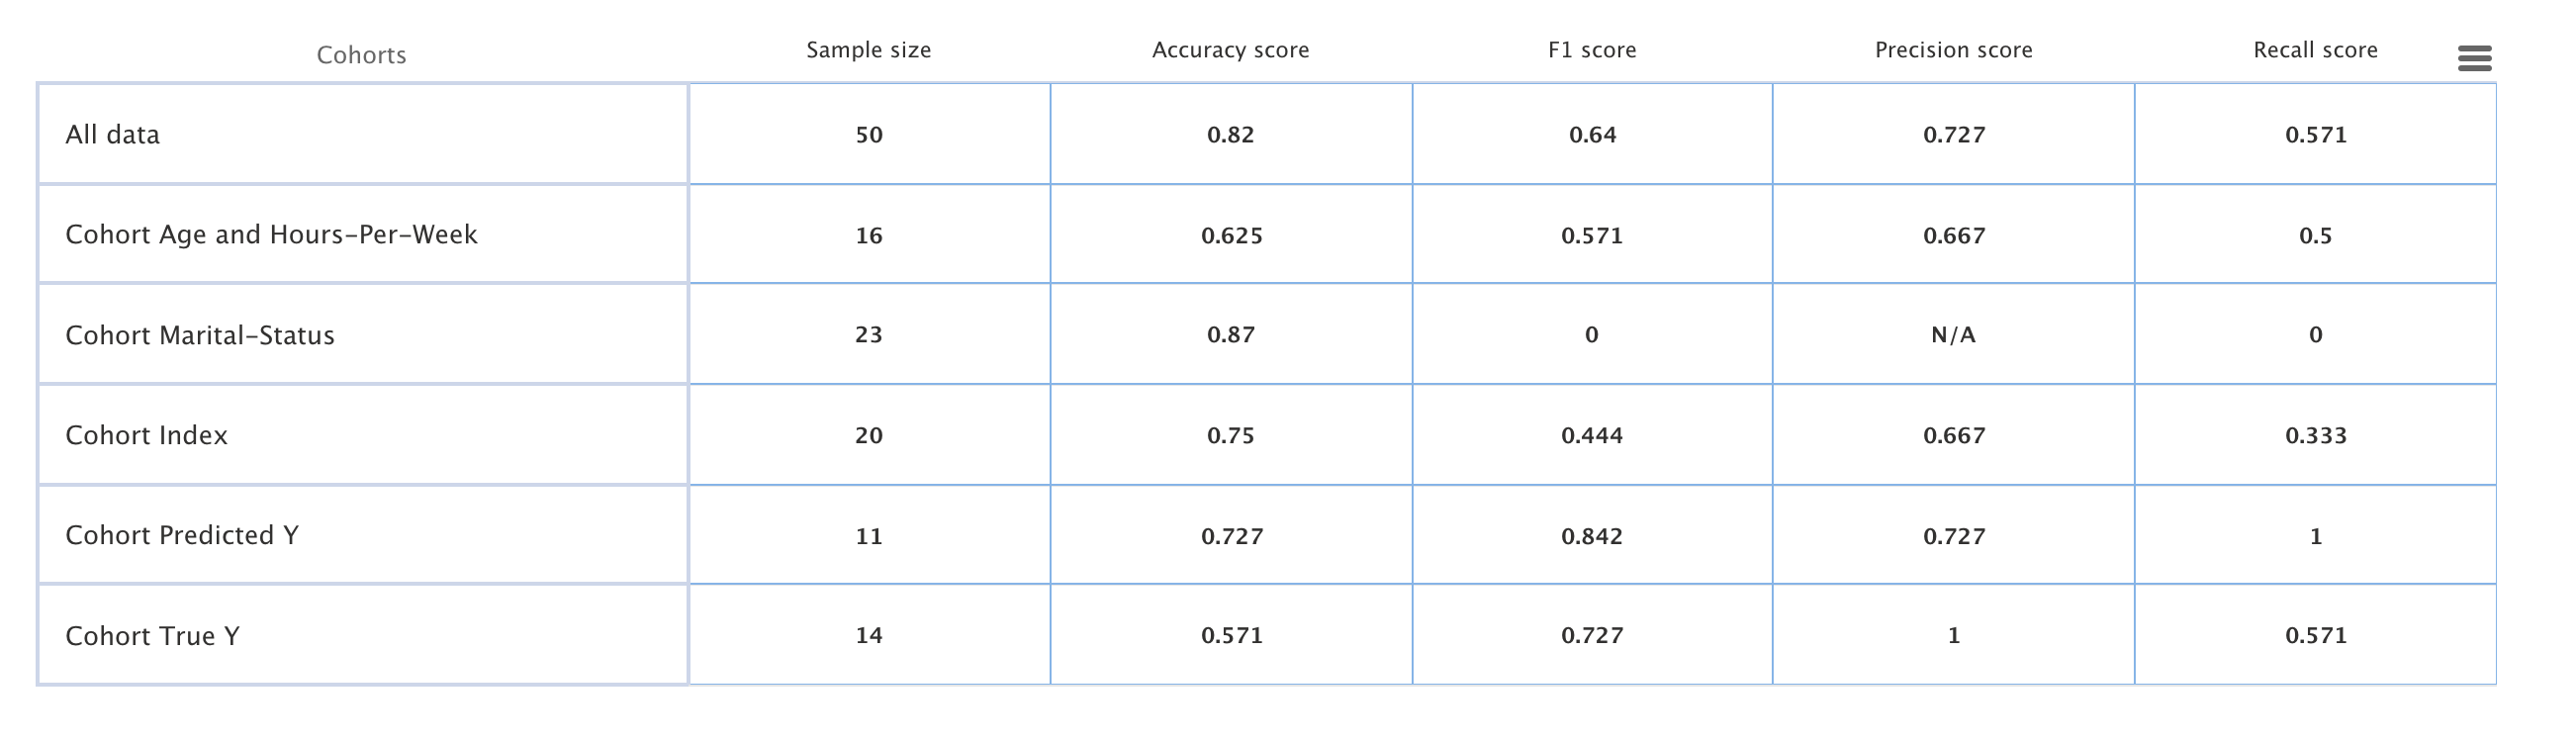 Cohorts Sample size Accuracy score F1 score Precision score Recall score
All data 50 0.82 0.64 0.727 0.571
Cohort Age and Hours-Per-Week 16 0.625 0.571 0.667 0.5
Cohort Marital-Status 23 0.87 0 N/A 0
Cohort Index 20 0.75 0.444 0.667 0.333
Cohort Predicted Y 11 0.727 0.842 0.727 1
Cohort True Y 14 0.571 0.727 1 0.571